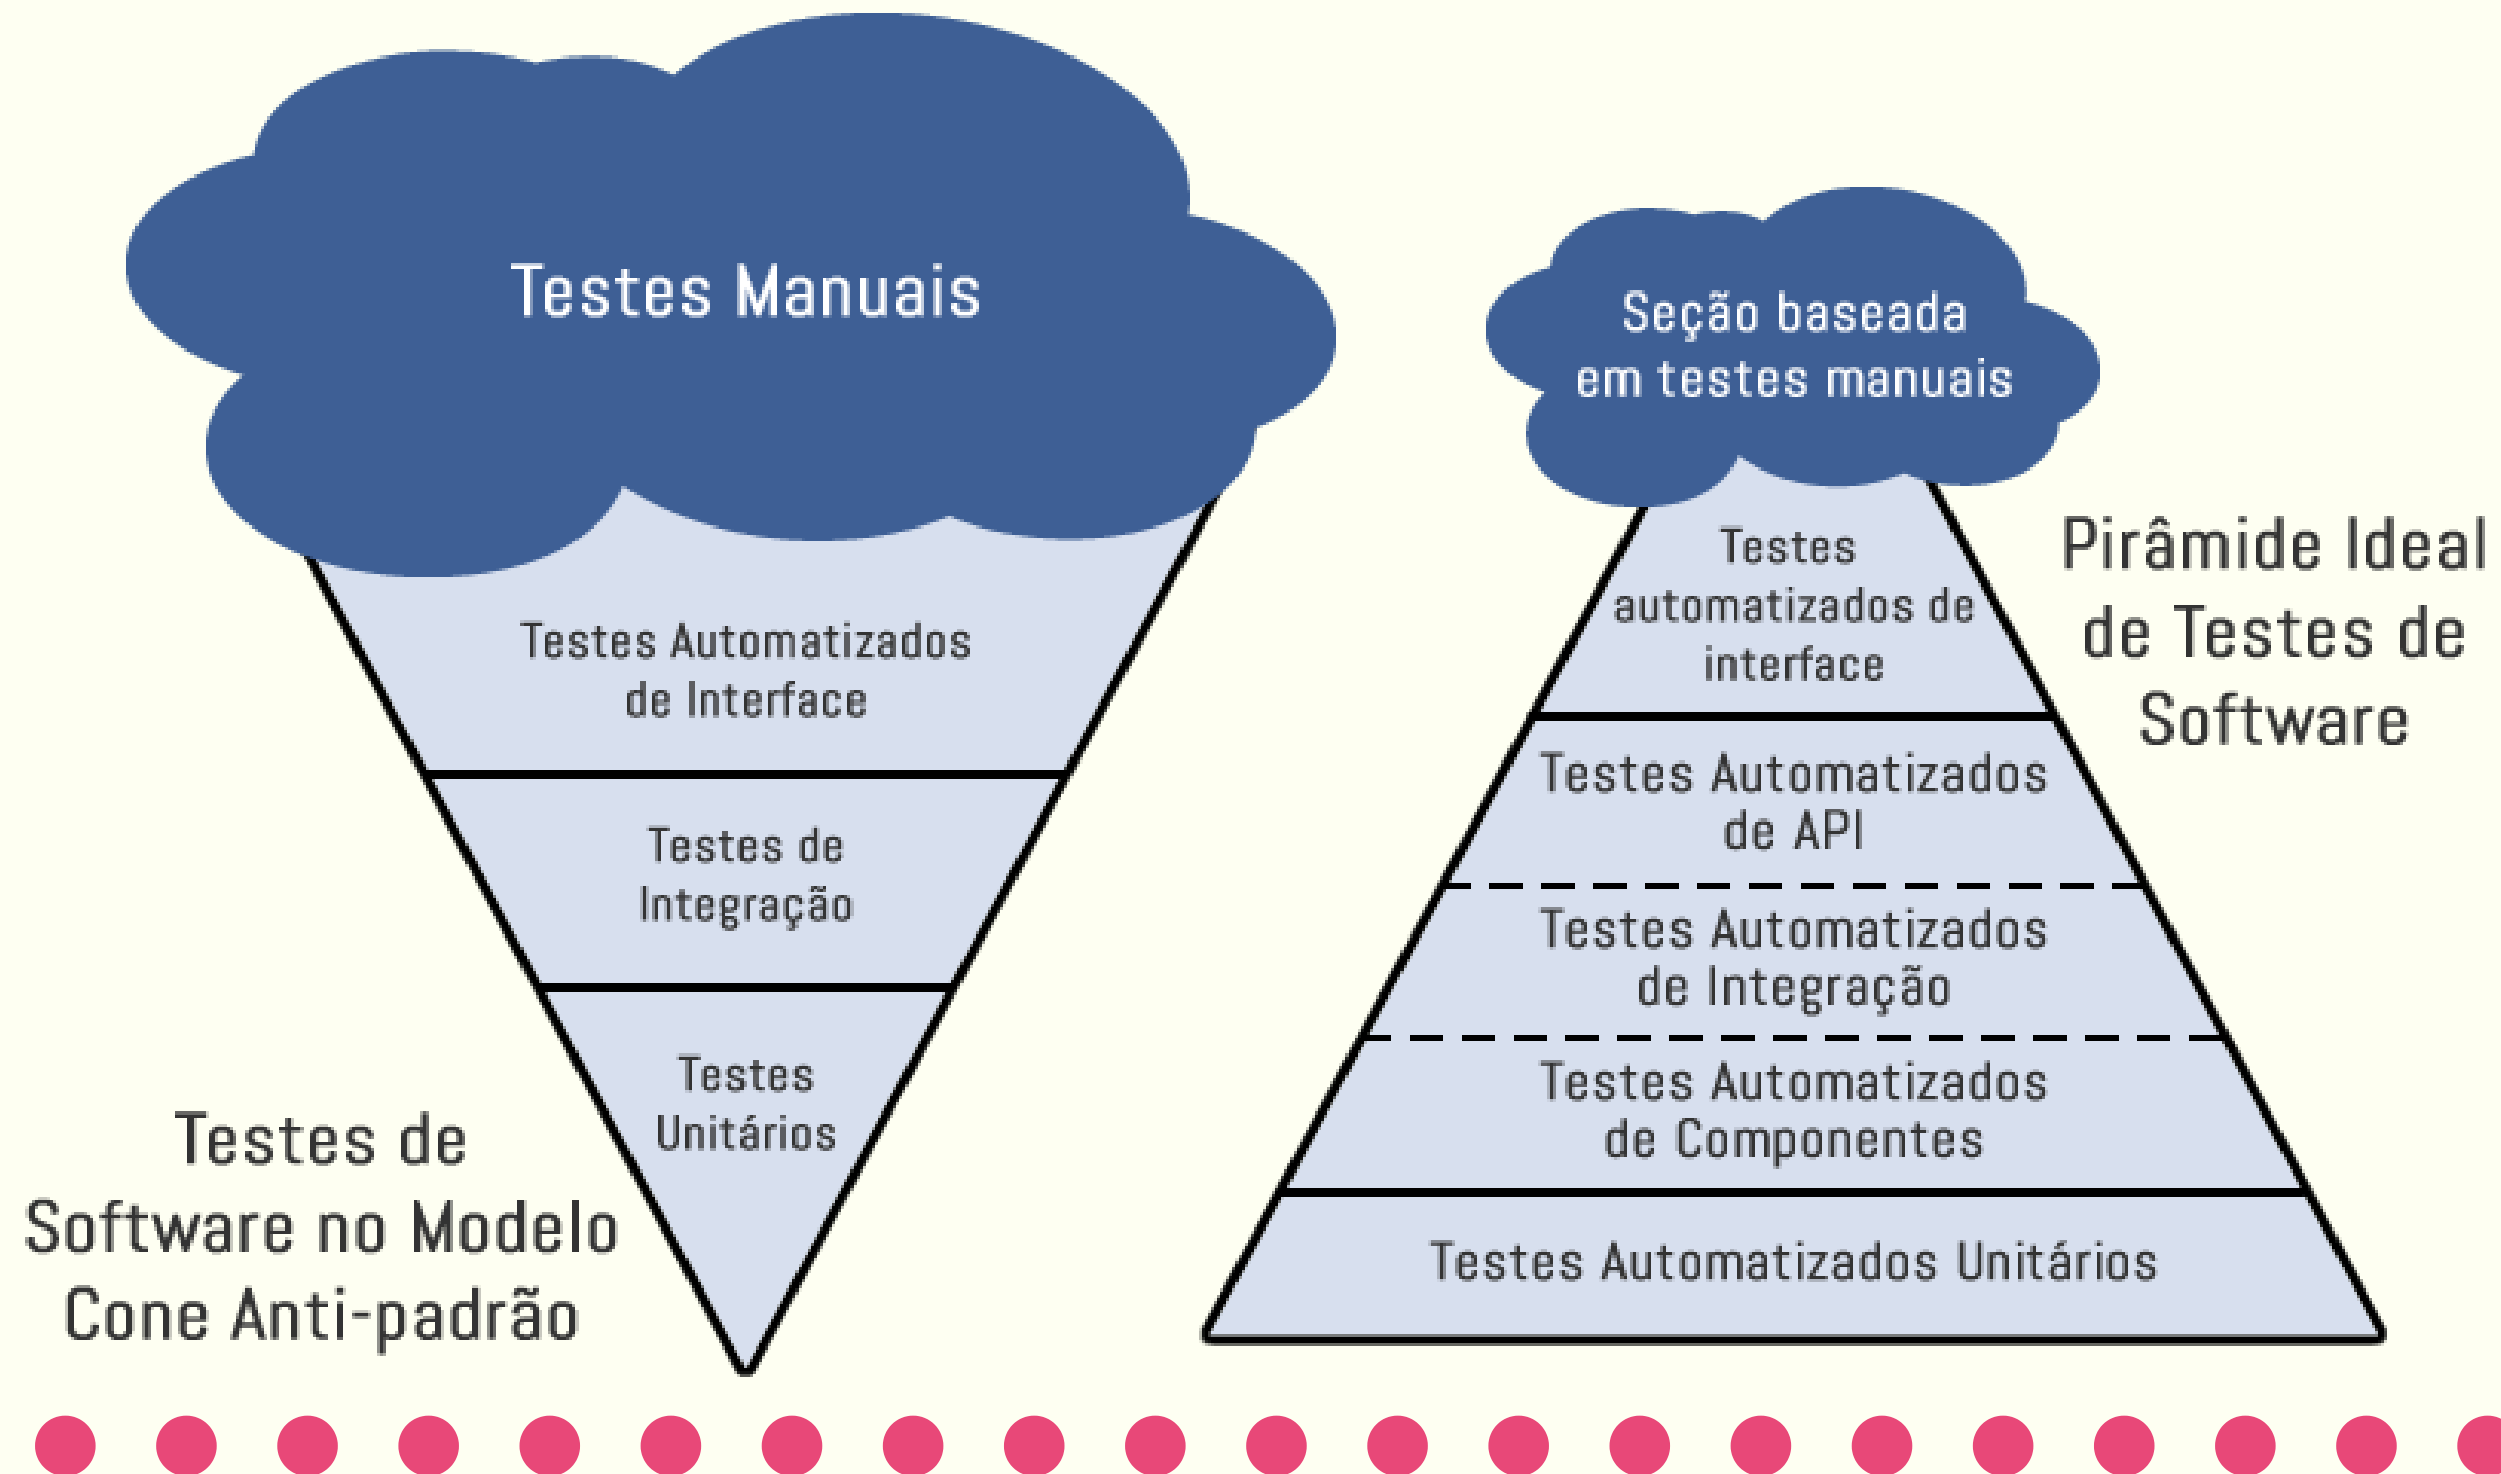 Testes Manuais
Testes Automatizados
de Interface
Testes de
Integração
Testes
Unitários
Testes de
Software no Modelo
Cone Anti-padrão
Seção baseada
em testes manuais
Testes
automatizados de
interface
Testes Automatizados
de API
Testes Automatizados
de Integração
Testes Automatizados
de Componentes
Testes Automatizados Unitários
Pirâmide Ideal
de Testes de
Software